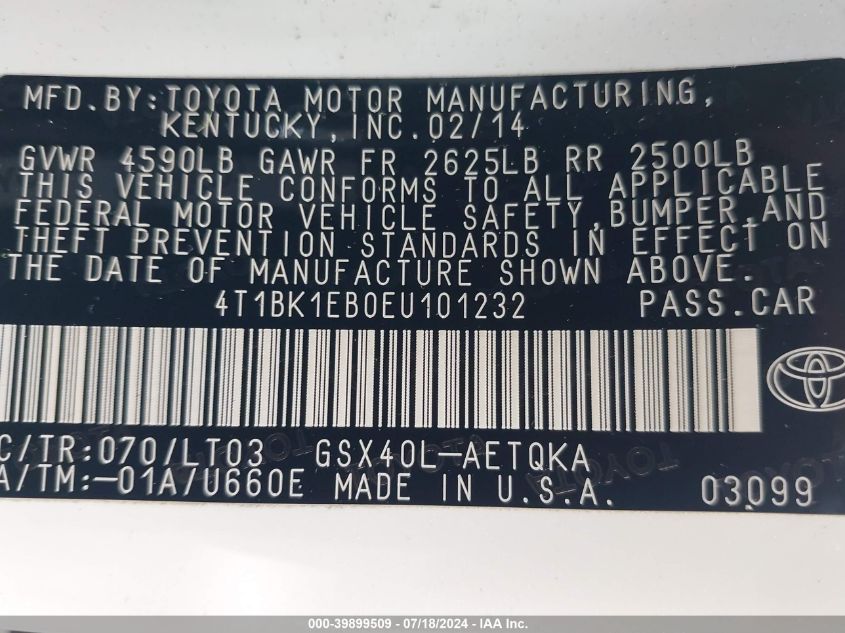 MFD.BY:TOYOTA MOTOR MANUFACTURING,
KENTUCKY,INC.02/14
GVWR 4590LB GAWR FR 2625LB RR 2500LB
THIS VEHICLE CONFORMS TO ALL APPLICABLE
FEDERAL MOTOR VEHICLE SAFETY,BUMPER,AND
THEFT PREVENTION STANDARDS IN EFFECT ON
THE DATE OF MANUFACTURE SHOWN ABOVE.
4T1BK1EB0EU101232 PASS.CAR
C/TR:070/LT03 GSX40L-AETQKA
A/TM:-01A/U660E MADE IN U.S.A. 03099
000-39899509 - 07/18/2024 - IAA Inc.